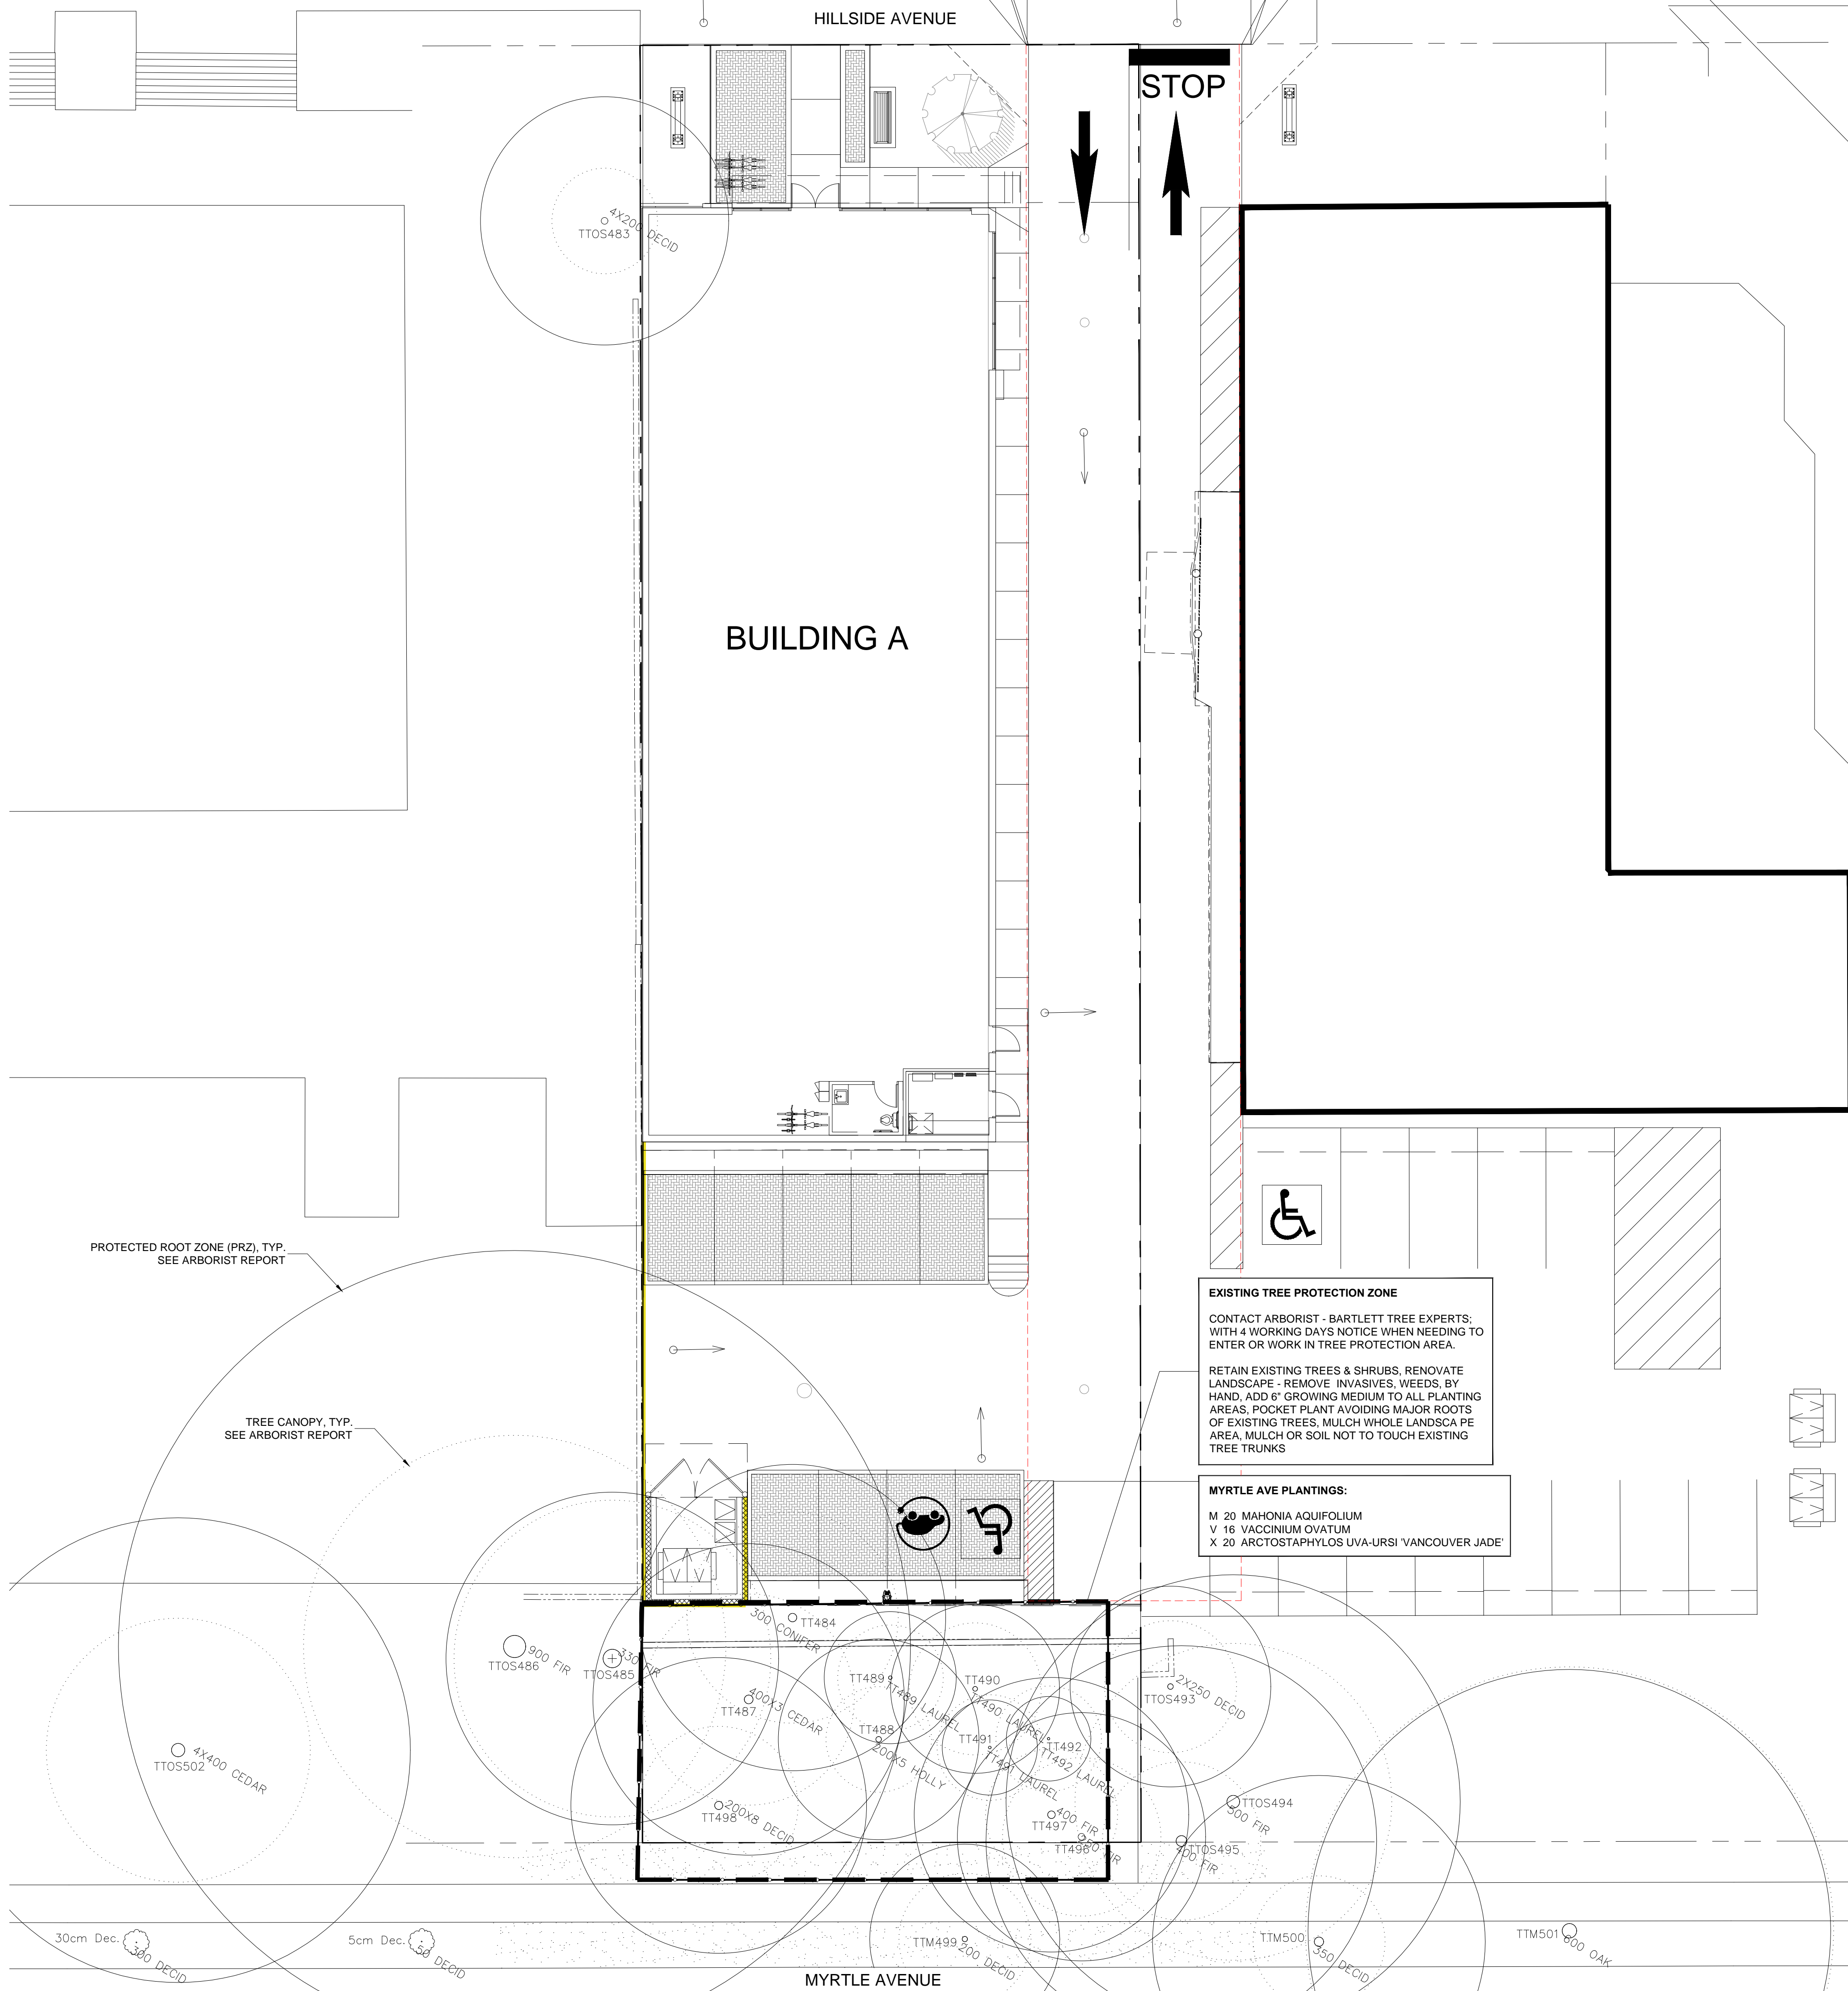 HILLSIDE AVENUE
STOP
4X200 DECID
TTOS483
BUILDING A
PROTECTED ROOT ZONE (PRZ), TYP.
SEE ARBORIST REPORT
TREE CANOPY, TYP.
SEE ARBORIST REPORT
EXISTING TREE PROTECTION ZONE
CONTACT ARBORIST - BARTLETT TREE EXPERTS;
WITH 4 WORKING DAYS NOTICE WHEN NEEDING TO
ENTER OR WORK IN TREE PROTECTION AREA.
RETAIN EXISTING TREES & SHRUBS, RENOVATE
LANDSCAPE - REMOVE INVASIVES, WEEDS, BY
HAND, ADD 6" GROWING MEDIUM TO ALL PLANTING
AREAS, POCKET PLANT AVOIDING MAJOR ROOTS
OF EXISTING TREES, MULCH WHOLE LANDSCA PE
AREA, MULCH OR SOIL NOT TO TOUCH EXISTING
TREE TRUNKS
MYRTLE AVE PLANTINGS:
M 20 MAHONIA AQUIFOLIUM
V 16 VACCINIUM OVATUM
X 20 ARCTOSTAPHYLOS UVA-URSI 'VANCOUVER JADE'
300 CONIFER
TT484
900 FIR
TTOS486
330 FIR
TTOS485
400X3 CEDAR
TT487
TT489
TT489 LAUREL
TT490
TT490 LAUREL
2X250 DECID
TTOS493
TT488
200X5 HOLLY
TT491
TT491 LAUREL
TT492
TT492 LAUREL
4X400 CEDAR
TTOS502
TT498
200X8 DECID
TT497
400 FIR
TT496
250 FIR
TTOS494
500 FIR
TTOS495
400 FIR
30cm Dec.
300 DECID
5cm Dec.
50 DECID
TTM499
200 DECID
TTM500
350 DECID
TTM501
600 OAK
MYRTLE AVENUE